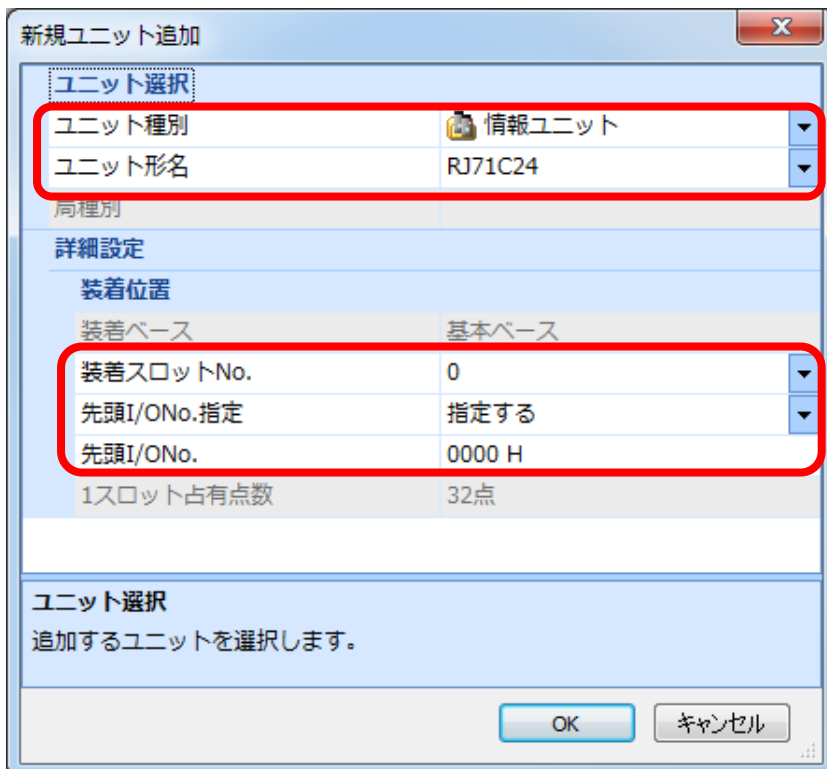 新規ユニット追加
ユニット選択
ユニット種別 情報ユニット
ユニット形名 RJ71C24
局種別
詳細設定
装着位置
装着ベース 基本ベース
装着スロットNo. 0
先頭I/ONo.指定 指定する
先頭I/ONo. 0000 H
1スロット占有点数 32点
ユニット選択
追加するユニットを選択します。
OK キャンセル